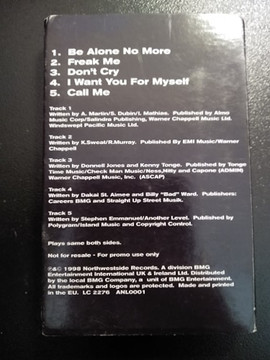 1. Be Alone No More
2. Freak Me
3. Don't Cry
4. I Want You For Myself
5. Call Me
Track 1
Written by A. Martin/S. Dubin/I. Mathias. Published by Almo
Music Corp/Salindra Publishing, Warner Chappell Music Ltd.
Windswept Pacific Music Ltd.
Track 2
Written by K.Sweat/R.Murray. Published By EMI Music/Warner
Chappell
Track 3
Written by Donnell Jones and Kenny Tonge. Published by Tonge
Time Music/Check Man Music/Ness,Nitty and Capone (ADMIN)
Warner Chappell Music, Inc. (ASCAP)
Track 4
Written by Dakai St. Aimee and Billy "Bad" Ward. Publishers:
Careers BMG and Straight Up Street Musik.
Track 5
Written by Stephen Emmanuel/Another Level. Published by
Polygram/Island Music and Copyright Control.
Plays same both sides.
Not for resale - For promo use only
℗&© 1998 Northwestside Records. A division BMG
Entertainment International UK & Ireland Ltd. Distributed
by the local BMG Company, a unit of BMG Entertainment.
All trademarks and logos are protected. Made and printed
in the EU. LC 2276 ANL0001